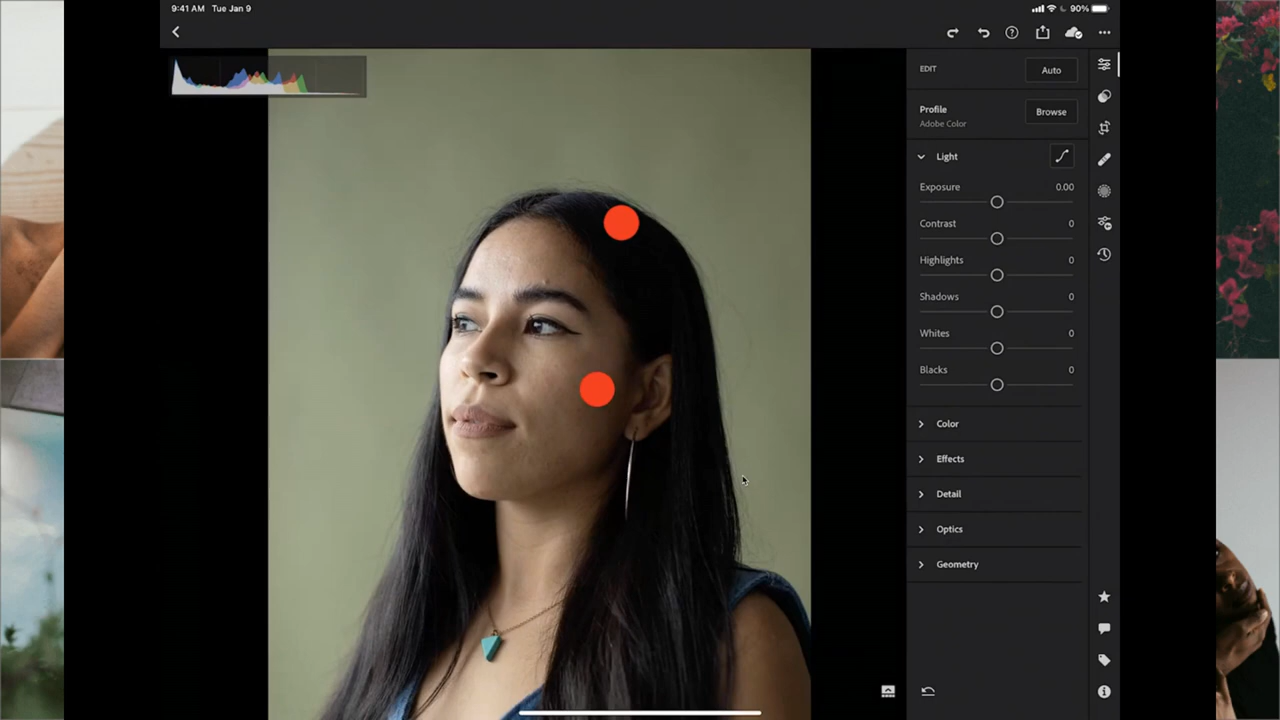 9:41 AM Tue Jan 9
90%
EDIT
Auto
Profile
Adobe Color
Browse
Light
Exposure 0.00
Contrast 0
Highlights 0
Shadows 0
Whites 0
Blacks 0
Color
Effects
Detail
Optics
Geometry